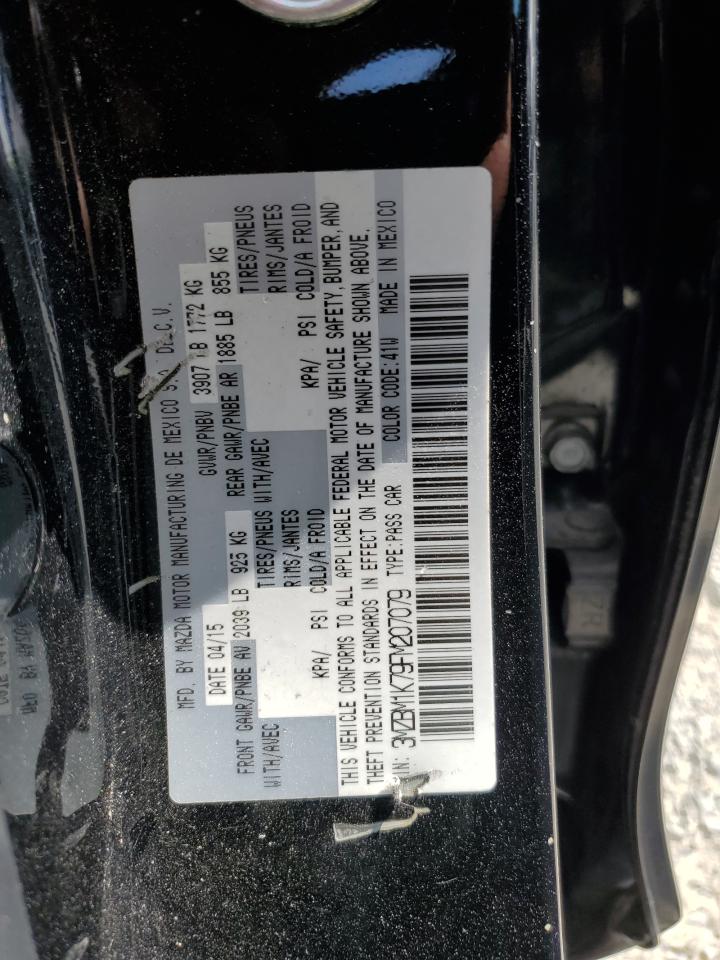 MFD. BY MAZDA MOTOR MANUFACTURING DE MEXICO S.A. DE C.V.
DATE 04/15 GVWR/PNBV 3907 LB 1772 KG
FRONT GAWR/PNBE AV 2039 LB 925 KG REAR GAWR/PNBE AR 1885 LB 855 KG
WITH/AVEC TIRES/PNEUS WITH/AVEC TIRES/PNEUS
RIMS/JANTES RIMS/JANTES
KPA/ PSI COLD/A FROID KPA/ PSI COLD/A FROID
THIS VEHICLE CONFORMS TO ALL APPLICABLE FEDERAL MOTOR VEHICLE SAFETY, BUMPER, AND
THEFT PREVENTION STANDARDS IN EFFECT ON THE DATE OF MANUFACTURE SHOWN ABOVE.
VIN: 3MZBM1K79FM207079 TYPE:PASS CAR COLOR CODE:41W MADE IN MEXICO